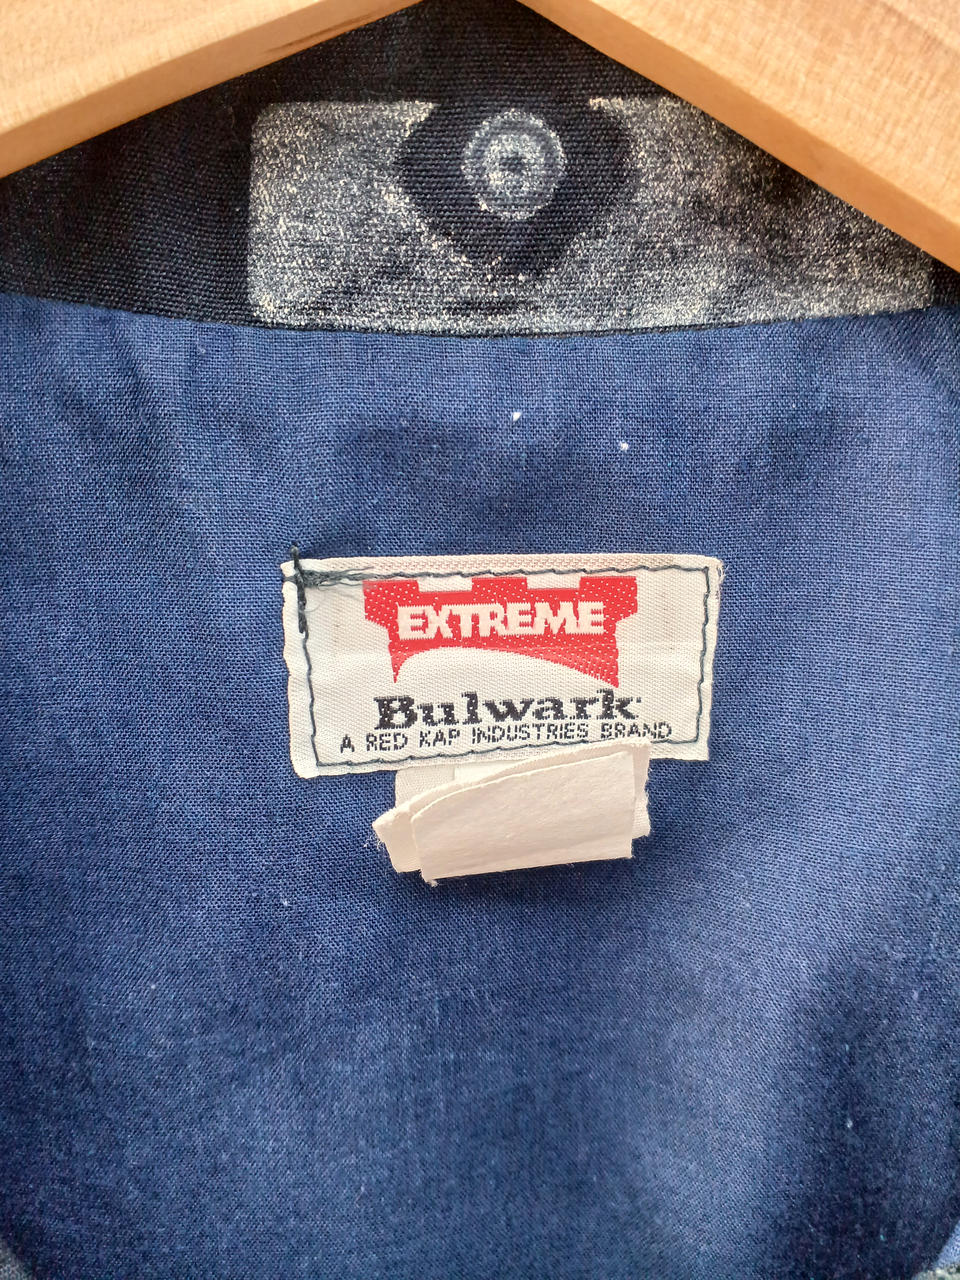 EXTREME
Bulwark
A RED KAP INDUSTRIES BRAND